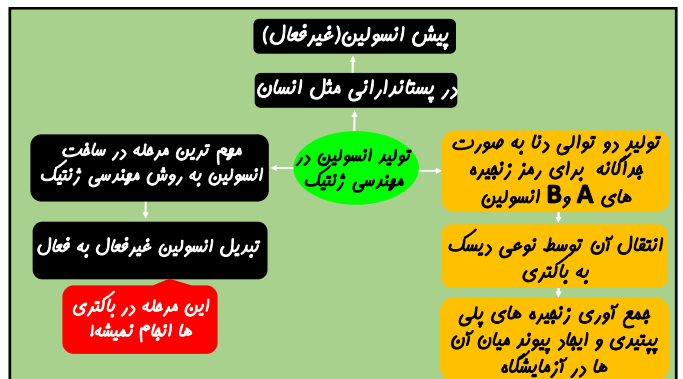 پیش انسولین(غیرفعال)
در پستاندارانی مثل انسان
تولید انسولین در
مهندسی ژنتیک
تولید دو توالی دنا به صورت
جداگانه برای رمز زنجیره
های A وB انسولین
انتقال آن توسط نوعی دیسک
به باکتری
جمع آوری زنجیره های پلی
پپتیدی و ایجاد پیوند میان آن
ها در آزمایشگاه
مهم ترین مرحله در ساخت
انسولین به روش مهندسی ژنتیک
تبدیل انسولین غیرفعال به فعال
این مرحله در باکتری
ها انجام نمیشه!